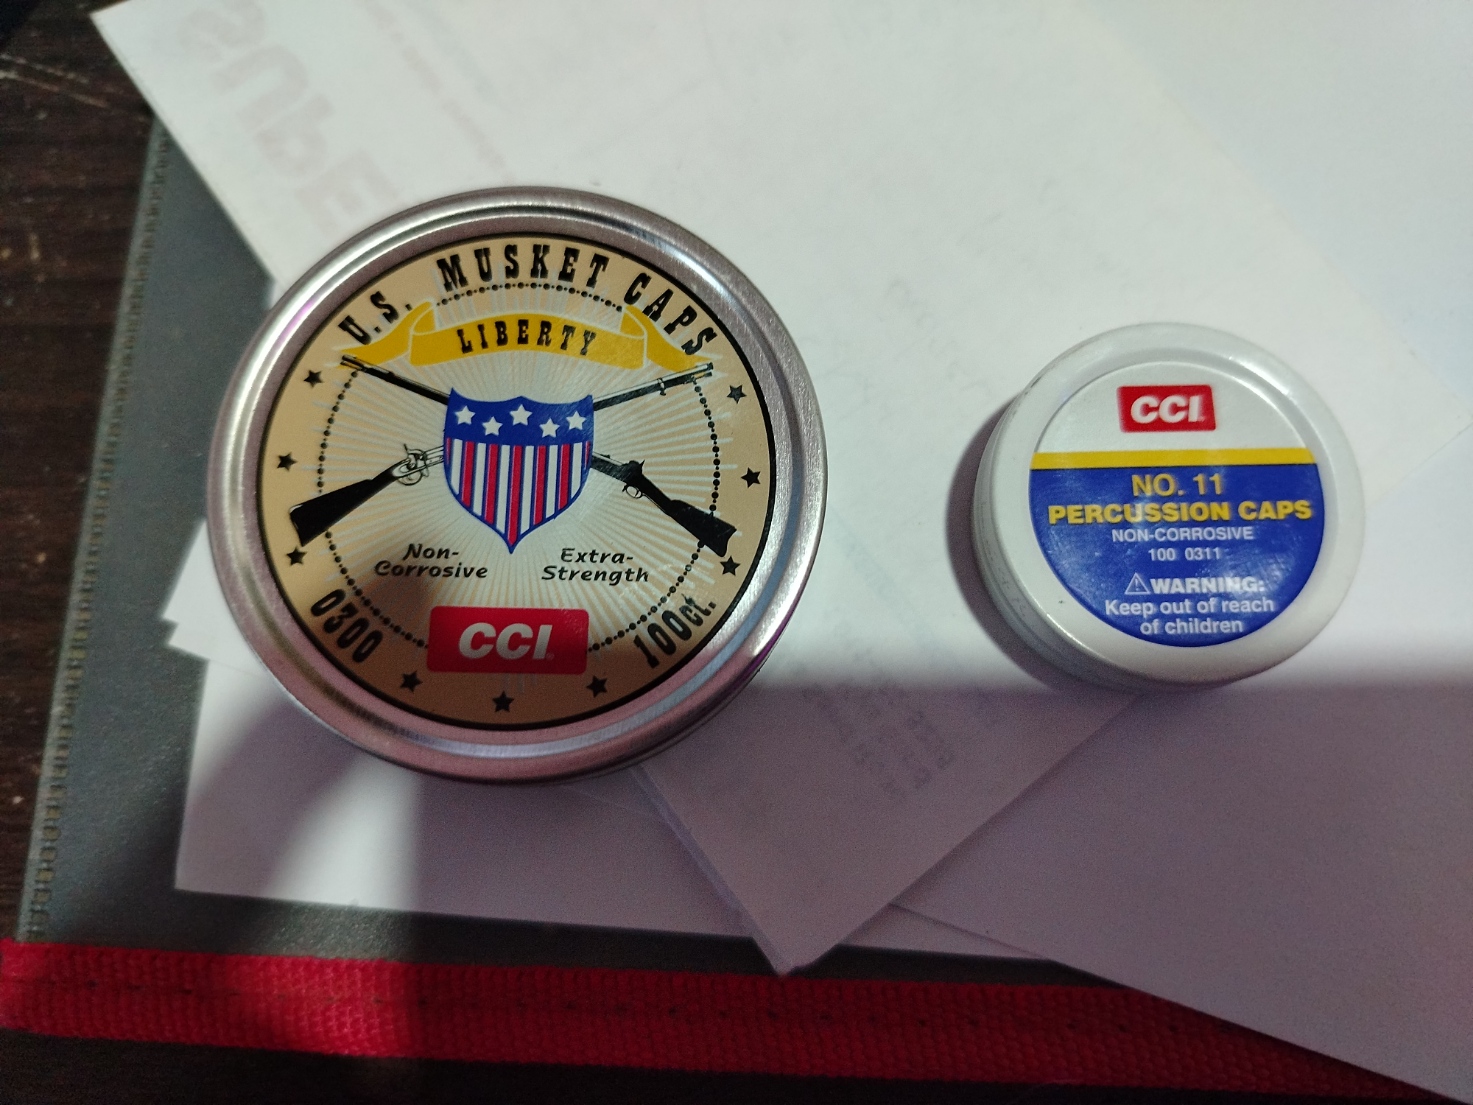 U.S. MUSKET CAPS
LIBERTY
Non-
Corrosive
Extra-
Strength
0300
CCI
100ct.
CCI
NO. 11
PERCUSSION CAPS
NON-CORROSIVE
100 0311
WARNING:
Keep out of reach
of children